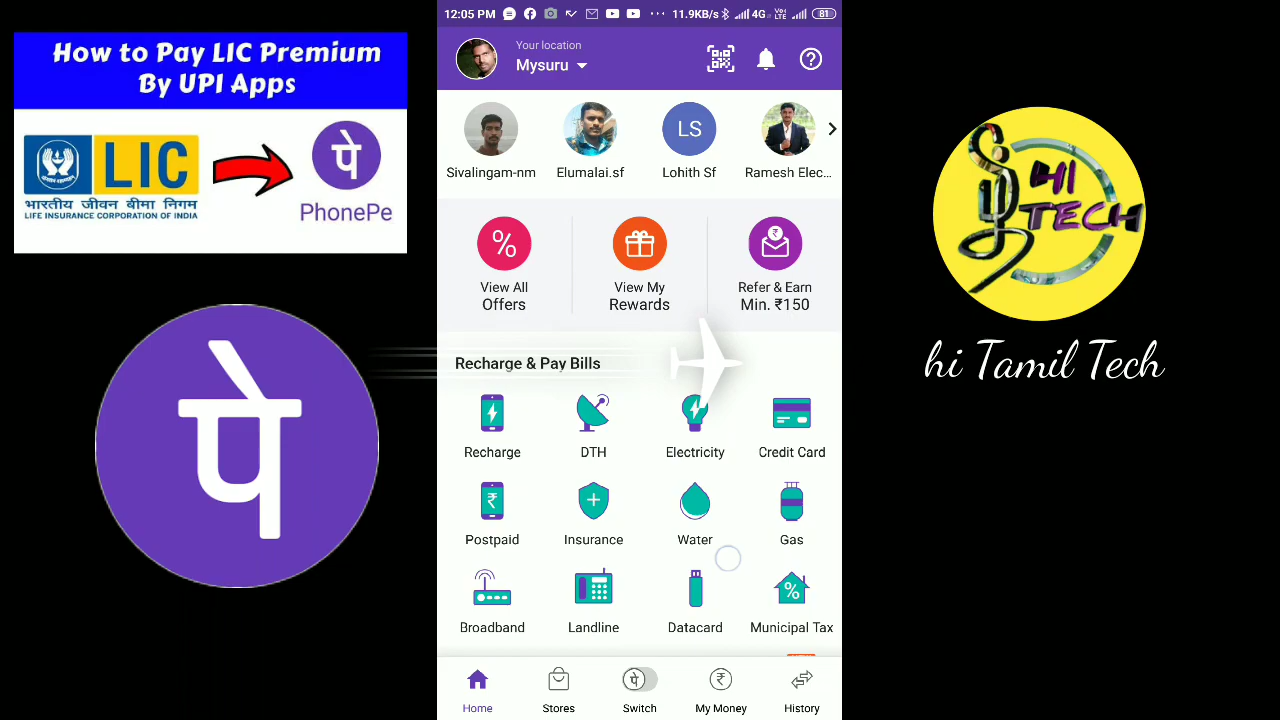 How to Pay LIC Premium
By UPI Apps
LIC
भारतीय जीवन बीमा निगम
LIFE INSURANCE CORPORATION OF INDIA
पे
PhonePe
पे
12:05 PM
11.9KB/s
4G
Vo
LTE
81
Your location
Mysuru
LS
Sivalingam-nm
Elumalai.sf
Lohith Sf
Ramesh Elec...
%
₹
View All
Offers
View My
Rewards
Refer & Earn
Min. ₹150
Recharge & Pay Bills
Recharge
DTH
Electricity
Credit Card
₹
Postpaid
Insurance
Water
Gas
%
Broadband
Landline
Datacard
Municipal Tax
पे
₹
Home
Stores
Switch
My Money
History
TECH
hi Tamil Tech